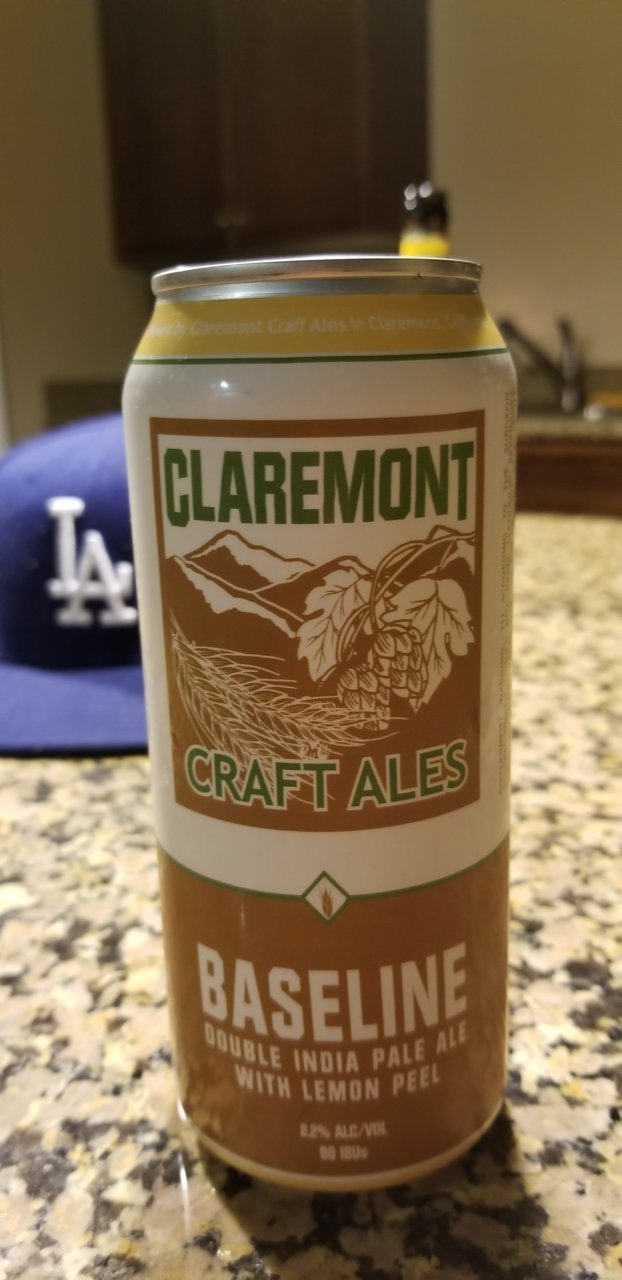 by Claremont Craft Ales in Claremont,
CLAREMONT
CRAFT ALES
LA
BASELINE
DOUBLE INDIA PALE ALE
WITH LEMON PEEL
8.2% ALC/VOL
90 IBUs